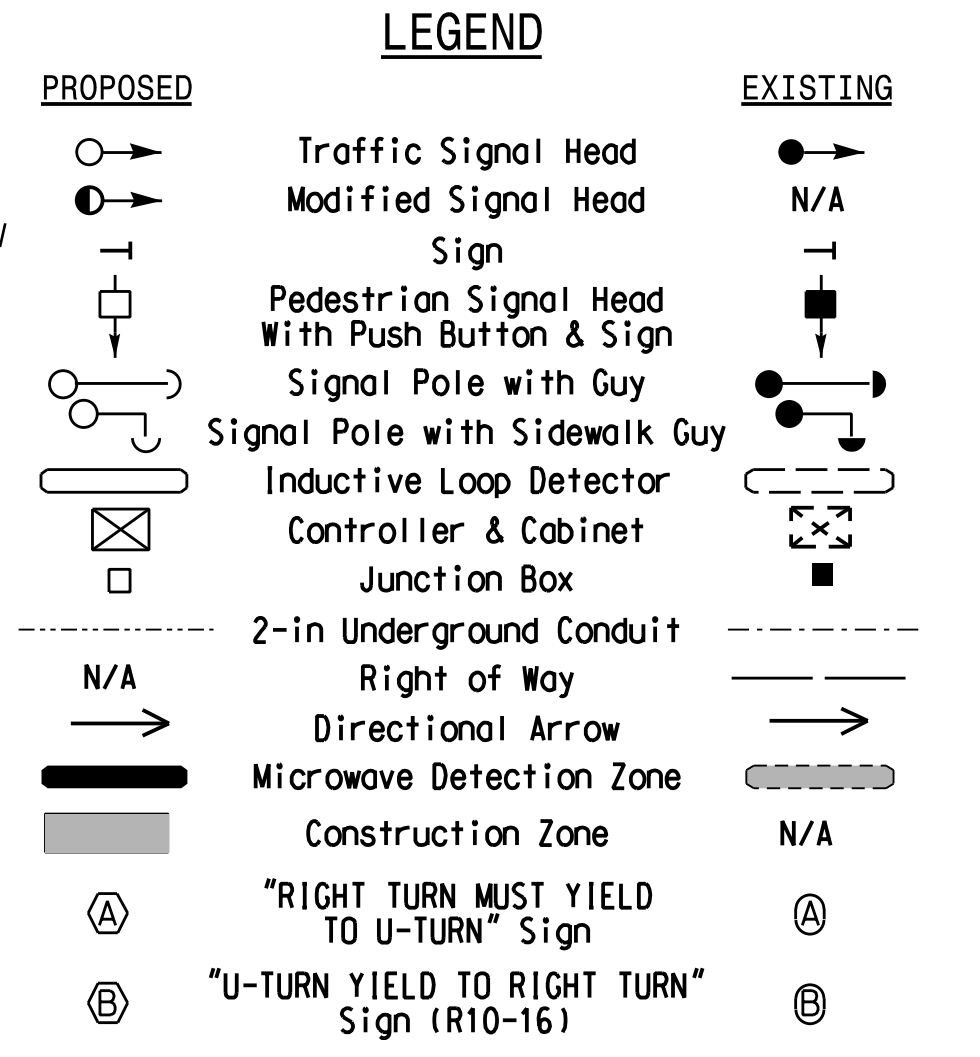 LEGEND
PROPOSED EXISTING
Traffic Signal Head
Modified Signal Head N/A
Sign
Pedestrian Signal Head
With Push Button & Sign
Signal Pole with Guy
Signal Pole with Sidewalk Guy
Inductive Loop Detector
Controller & Cabinet
Junction Box
2-in Underground Conduit
N/A Right of Way
Directional Arrow
Microwave Detection Zone
Construction Zone N/A
"RIGHT TURN MUST YIELD
A TO U-TURN" Sign A
"U-TURN YIELD TO RIGHT TURN"
B Sign (R10-16) B